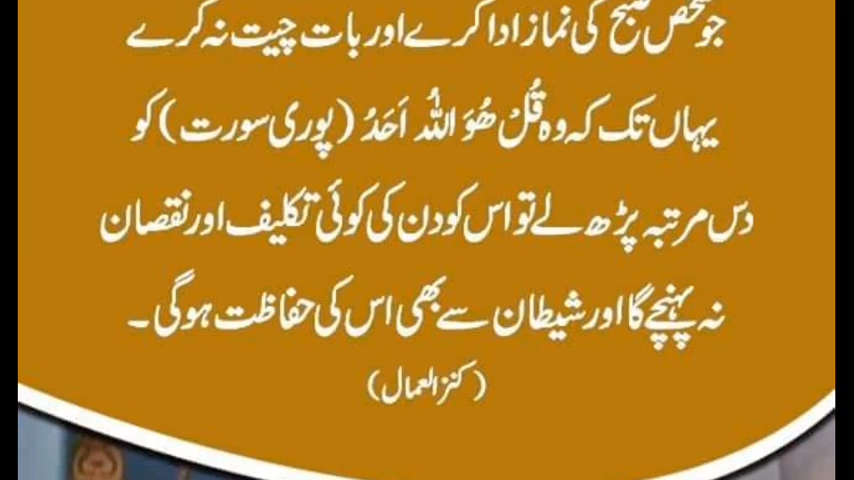 جو شخص صبح کی نماز ادا کرے اور بات چیت نہ کرے
یہاں تک کہ وہ قُلْ هُوَ اللّٰہُ اَحَدُ (پوری سورت) کو
دس مرتبہ پڑھ لے تو اس کو دن کی کوئی تکلیف اور نقصان
نہ پہنچے گا اور شیطان سے بھی اس کی حفاظت ہوگی۔
(کنزالعمال)